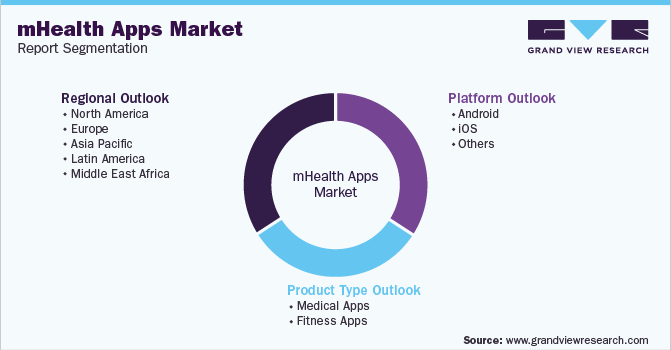 mHealth Apps Market
Report Segmentation
GRAND VIEW RESEARCH
Regional Outlook
• North America
• Europe
• Asia Pacific
• Latin America
• Middle East Africa
Platform Outlook
• Android
• iOS
• Others
mHealth Apps
Market
Product Type Outlook
• Medical Apps
• Fitness Apps
Source: www.grandviewresearch.com